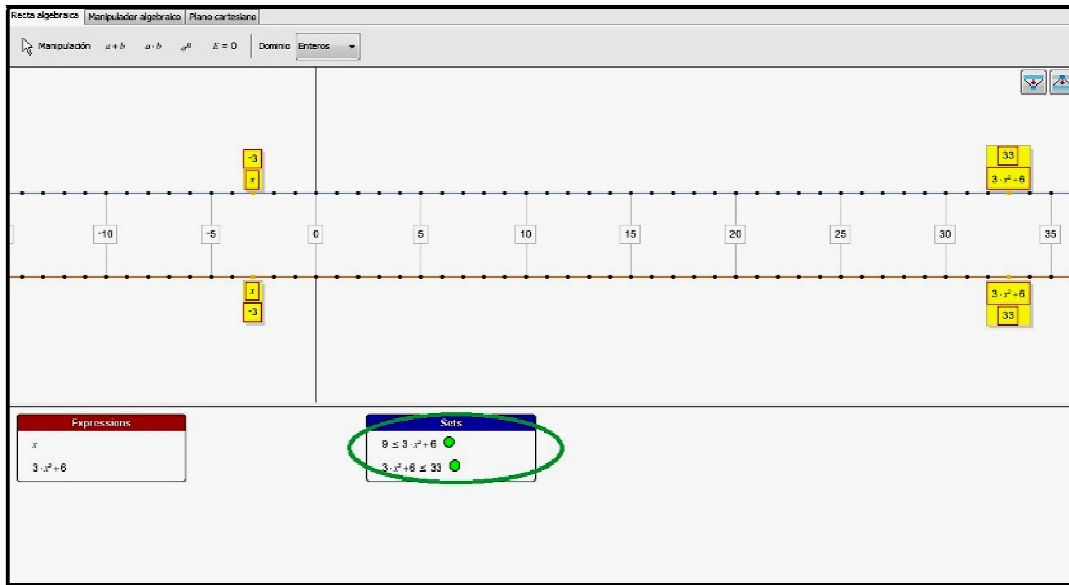 Recta algebraica Manipulador algebraico Plano cartesiano
Manipulación a+b a·b aⁿ E = 0 Dominio Enteros
-3 33
x 3·x²+6
-10 -5 0 5 10 15 20 25 30 35
x 3·x²+6
-3 33
Expressions
x
3·x²+6
Sets
9 ≤ 3·x²+6
3·x²+6 ≤ 33